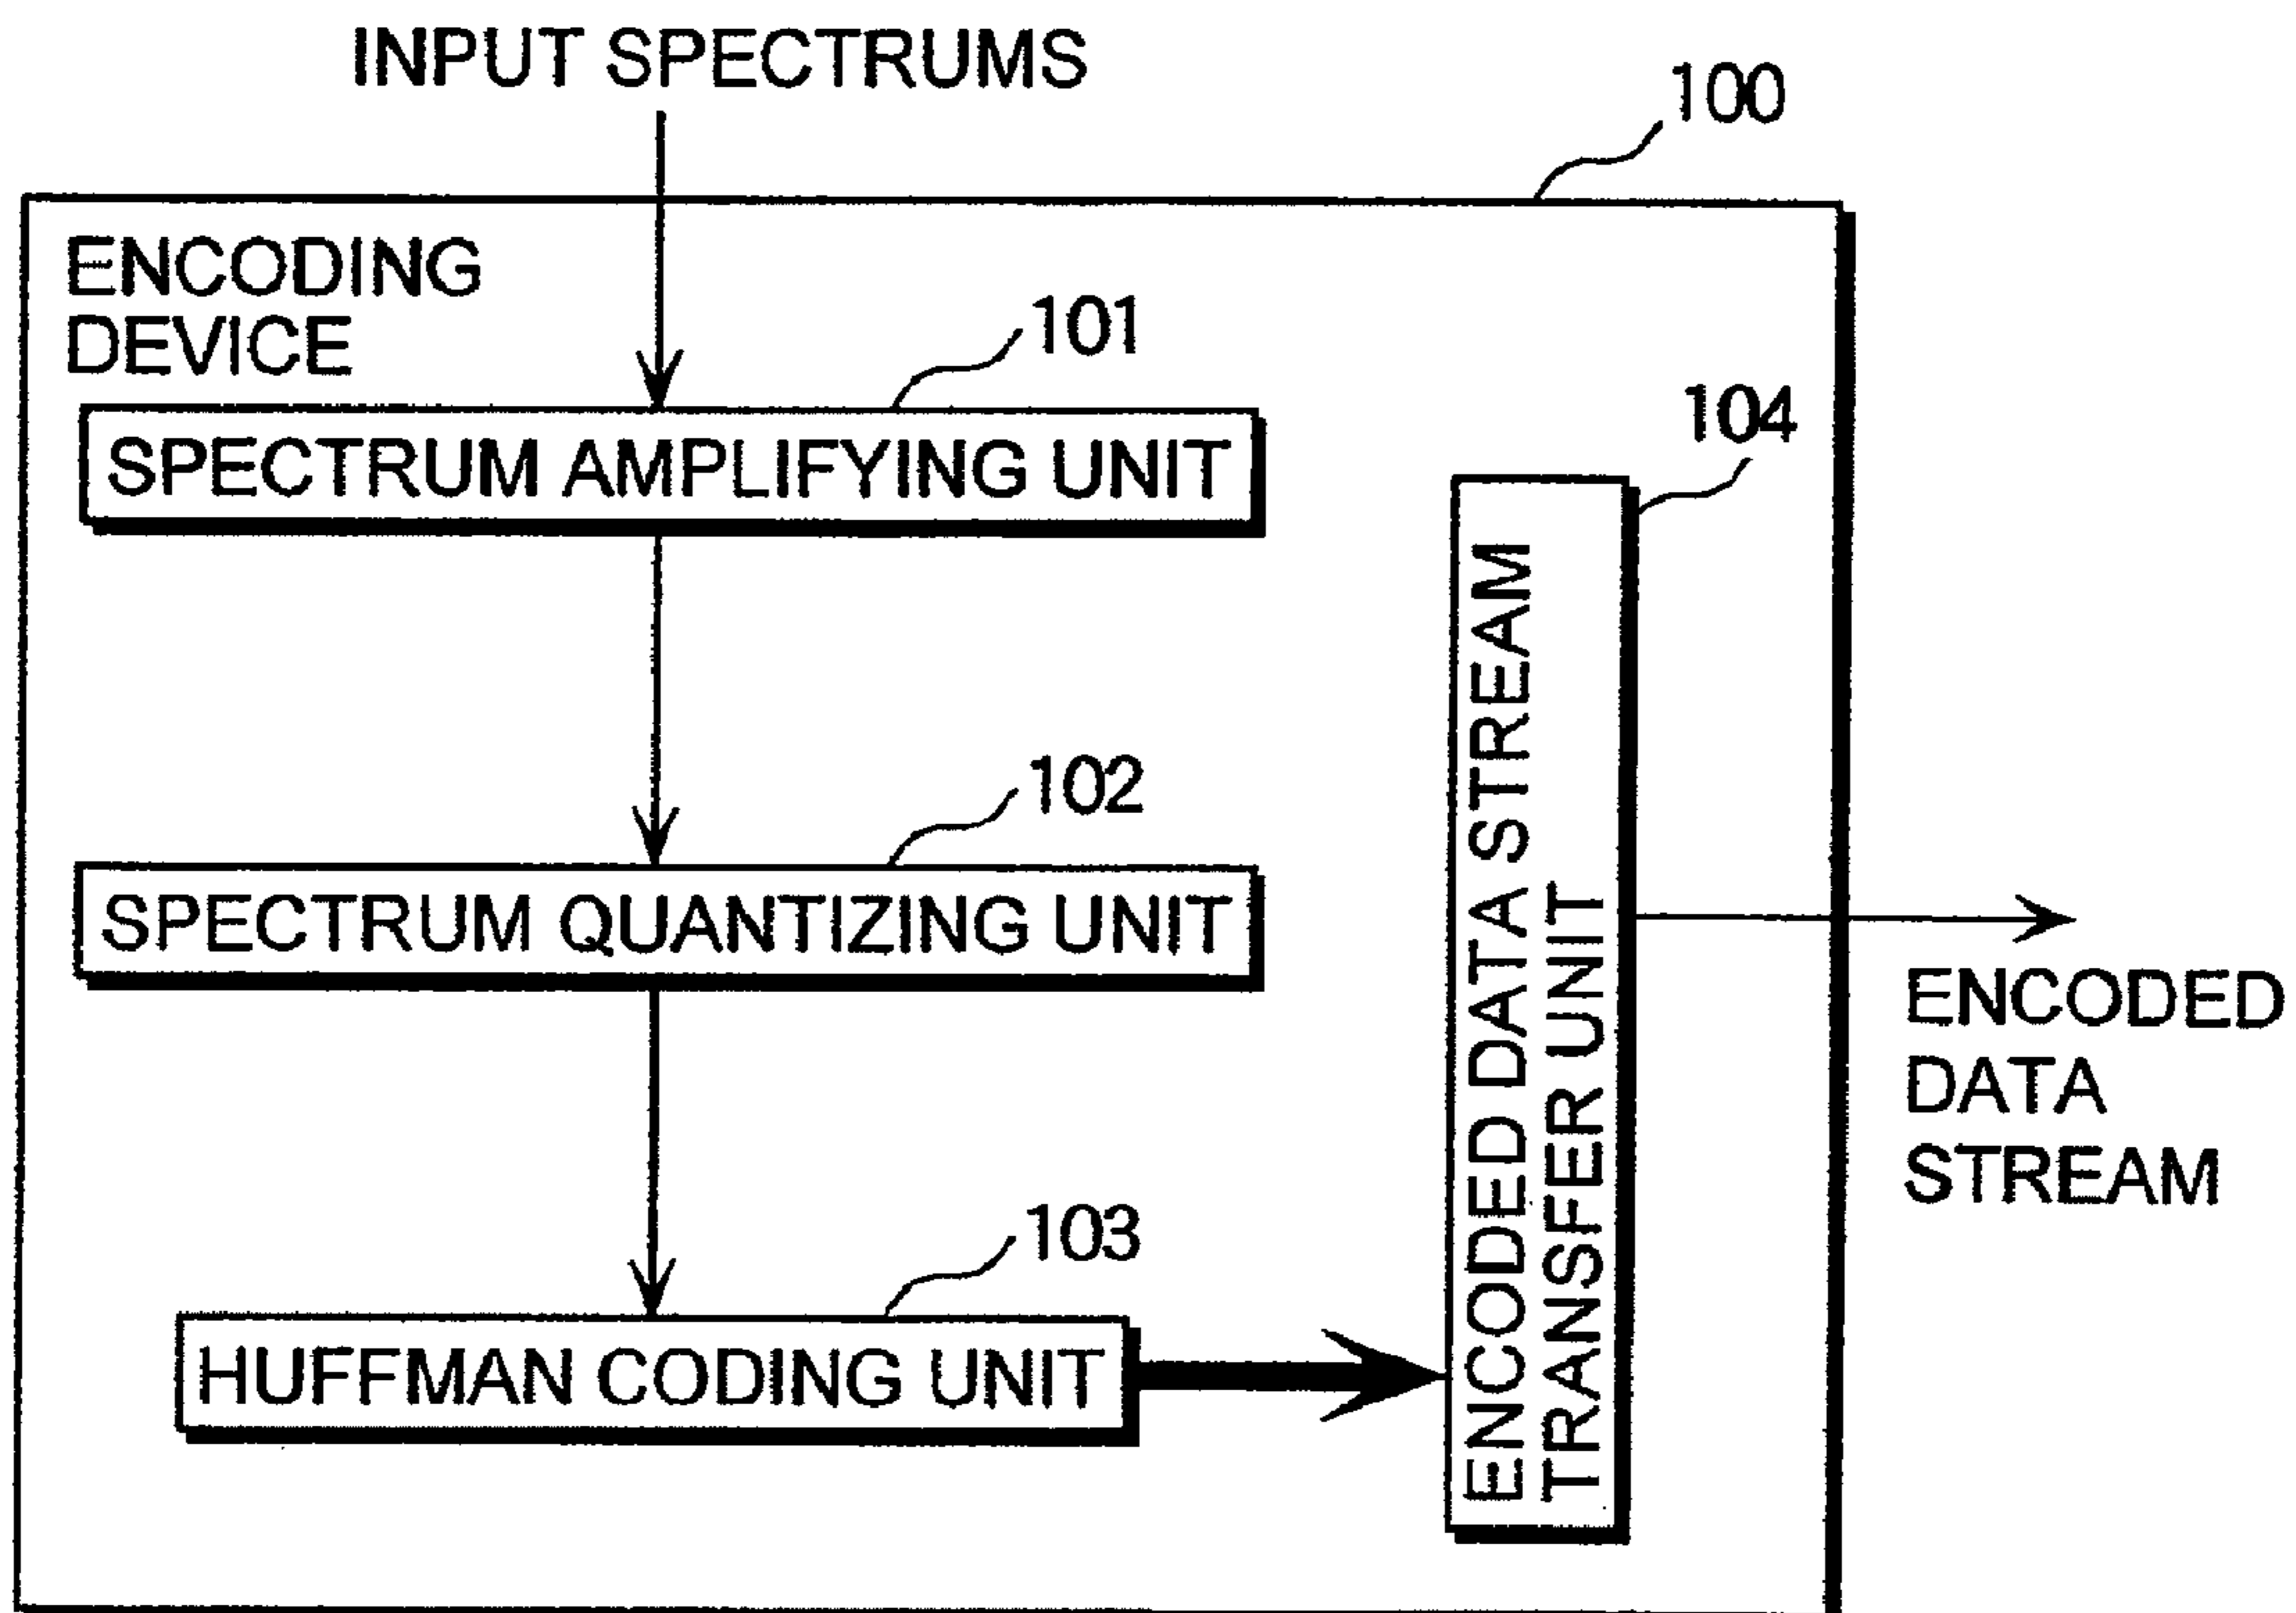 INPUT SPECTRUMS
100
ENCODING
DEVICE
101
SPECTRUM AMPLIFYING UNIT
104
ENCODED DATA STREAM
TRANSFER UNIT
102
SPECTRUM QUANTIZING UNIT
ENCODED
DATA
STREAM
103
HUFFMAN CODING UNIT